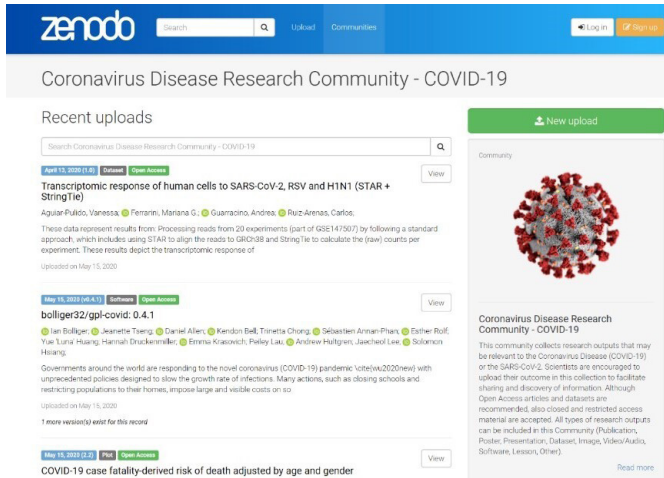 zenodo
Search
Upload
Communities
Log in
Sign up
Coronavirus Disease Research Community - COVID-19
Recent uploads
Search Coronavirus Disease Research Community - COVID-19
April 13, 2020 (1.0) Dataset Open Access
View
Transcriptomic response of human cells to SARS-CoV-2, RSV and H1N1 (STAR +
StringTie)
Aguiar-Pulido, Vanessa; Ferrarini, Mariana G.; Guarracino, Andrea; Ruiz-Arenas, Carlos;
These data represent results from: Processing reads from 20 experiments (part of GSE147507) by following a standard
approach, which includes using STAR to align the reads to GRCh38 and StringTie to calculate the (raw) counts per
experiment. These results depict the transcriptomic response of
Uploaded on May 15, 2020
May 15, 2020 (v0.4.1) Software Open Access
View
bolliger32/gpl-covid: 0.4.1
Ian Bolliger; Jeanette Tseng; Daniel Allen; Kendon Bell; Trinetta Chong; Sébastien Annan-Phan; Esther Rolf;
Yue 'Luna' Huang; Hannah Druckenmiller; Emma Krasovich; Peiley Lau; Andrew Hultgren; Jaecheol Lee; Solomon
Hsiang;
Governments around the world are responding to the novel coronavirus (COVID-19) pandemic \cite{wu2020new} with
unprecedented policies designed to slow the growth rate of infections. Many actions, such as closing schools and
restricting populations to their homes, impose large and visible costs on so
Uploaded on May 15, 2020
1 more version(s) exist for this record
May 15, 2020 (2.2) Plot Open Access
View
COVID-19 case fatality-derived risk of death adjusted by age and gender
New upload
Community
Coronavirus Disease Research
Community - COVID-19
This community collects research outputs that may
be relevant to the Coronavirus Disease (COVID-19)
or the SARS-CoV-2. Scientists are encouraged to
upload their outcome in this collection to facilitate
sharing and discovery of information. Although
Open Access articles and datasets are
recommended, also closed and restricted access
material are accepted. All types of research outputs
can be included in this Community (Publication,
Poster, Presentation, Dataset, Image, Video/Audio,
Software, Lesson, Other).
Read more